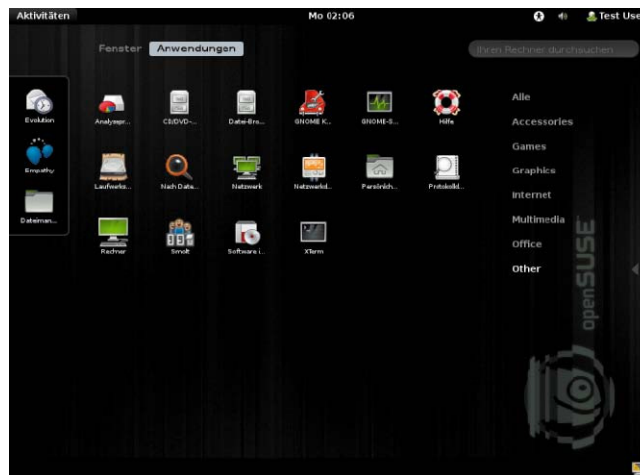 Aktivitäten
Mo 02:06
Test Use
Fenster
Anwendungen
Ihren Rechner durchsuchen
Evolution
Empathy
Dateiman...
Analysepr...
CD/DVD-...
Datei-Bro...
GNOME K...
GNOME-S...
Hilfe
Laufwerks...
Nach Date...
Netzwerk
Netzwerkd...
Persönlich...
Protokolld...
Rechner
Smolt
Software i...
XTerm
Alle
Accessories
Games
Graphics
Internet
Multimedia
Office
Other
openSUSE